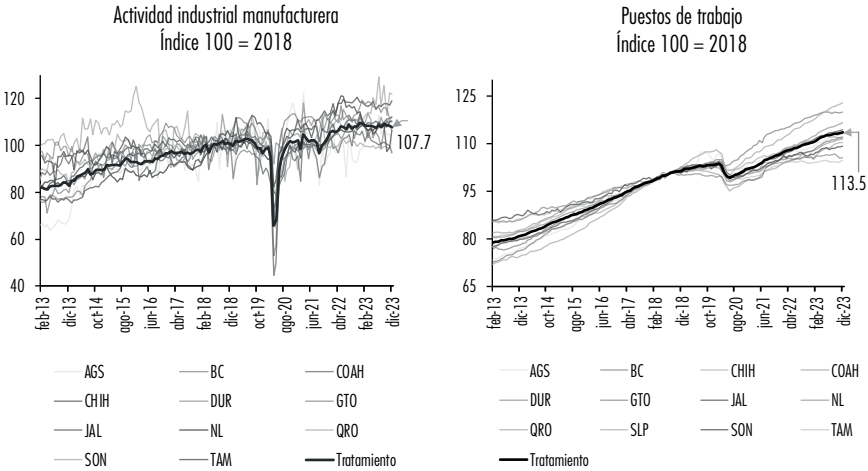 Actividad industrial manufacturera
Índice 100 = 2018
120
100
80
60
40
107.7
feb-13
dic-13
oct-14
ago-15
jun-16
abr-17
feb-18
dic-18
oct-19
ago-20
jun-21
abr-22
feb-23
dic-23
AGS BC COAH
CHIH DUR GTO
JAL NL QRO
SON TAM Tratamiento
Puestos de trabajo
Índice 100 = 2018
125
110
95
80
65
113.5
feb-13
dic-13
oct-14
ago-15
jun-16
abr-17
feb-18
dic-18
oct-19
ago-20
jun-21
abr-22
feb-23
dic-23
AGS BC CHIH COAH
DUR GTO JAL NL
QRO SLP SON TAM
Tratamiento